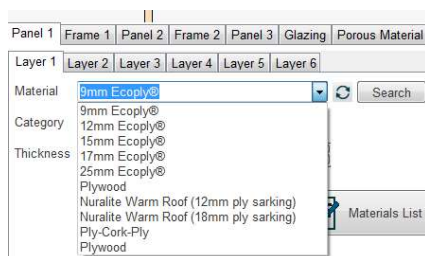 Panel 1 Frame 1 Panel 2 Frame 2 Panel 3 Glazing Porous Material
Layer 1 Layer 2 Layer 3 Layer 4 Layer 5 Layer 6
Material 9mm Ecoply® Search
9mm Ecoply®
Category 12mm Ecoply®
15mm Ecoply®
Thickness 17mm Ecoply®
25mm Ecoply®
Plywood
Nuralite Warm Roof (12mm ply sarking)
Nuralite Warm Roof (18mm ply sarking) Materials List
Ply-Cork-Ply
Plywood